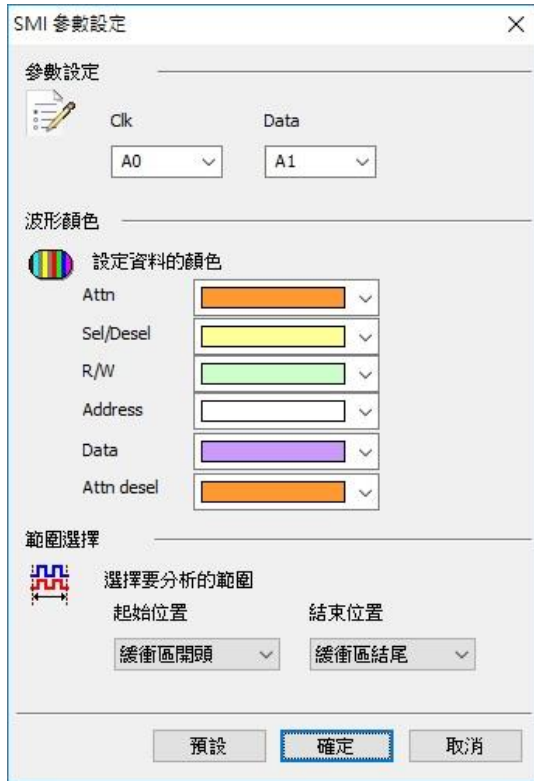 SMI 參數設定
參數設定
Clk Data
A0 A1
波形顏色
設定資料的顏色
Attn
Sel/Desel
R/W
Address
Data
Attn desel
範圍選擇
選擇要分析的範圍
起始位置 結束位置
緩衝區開頭 緩衝區結尾
預設 確定 取消